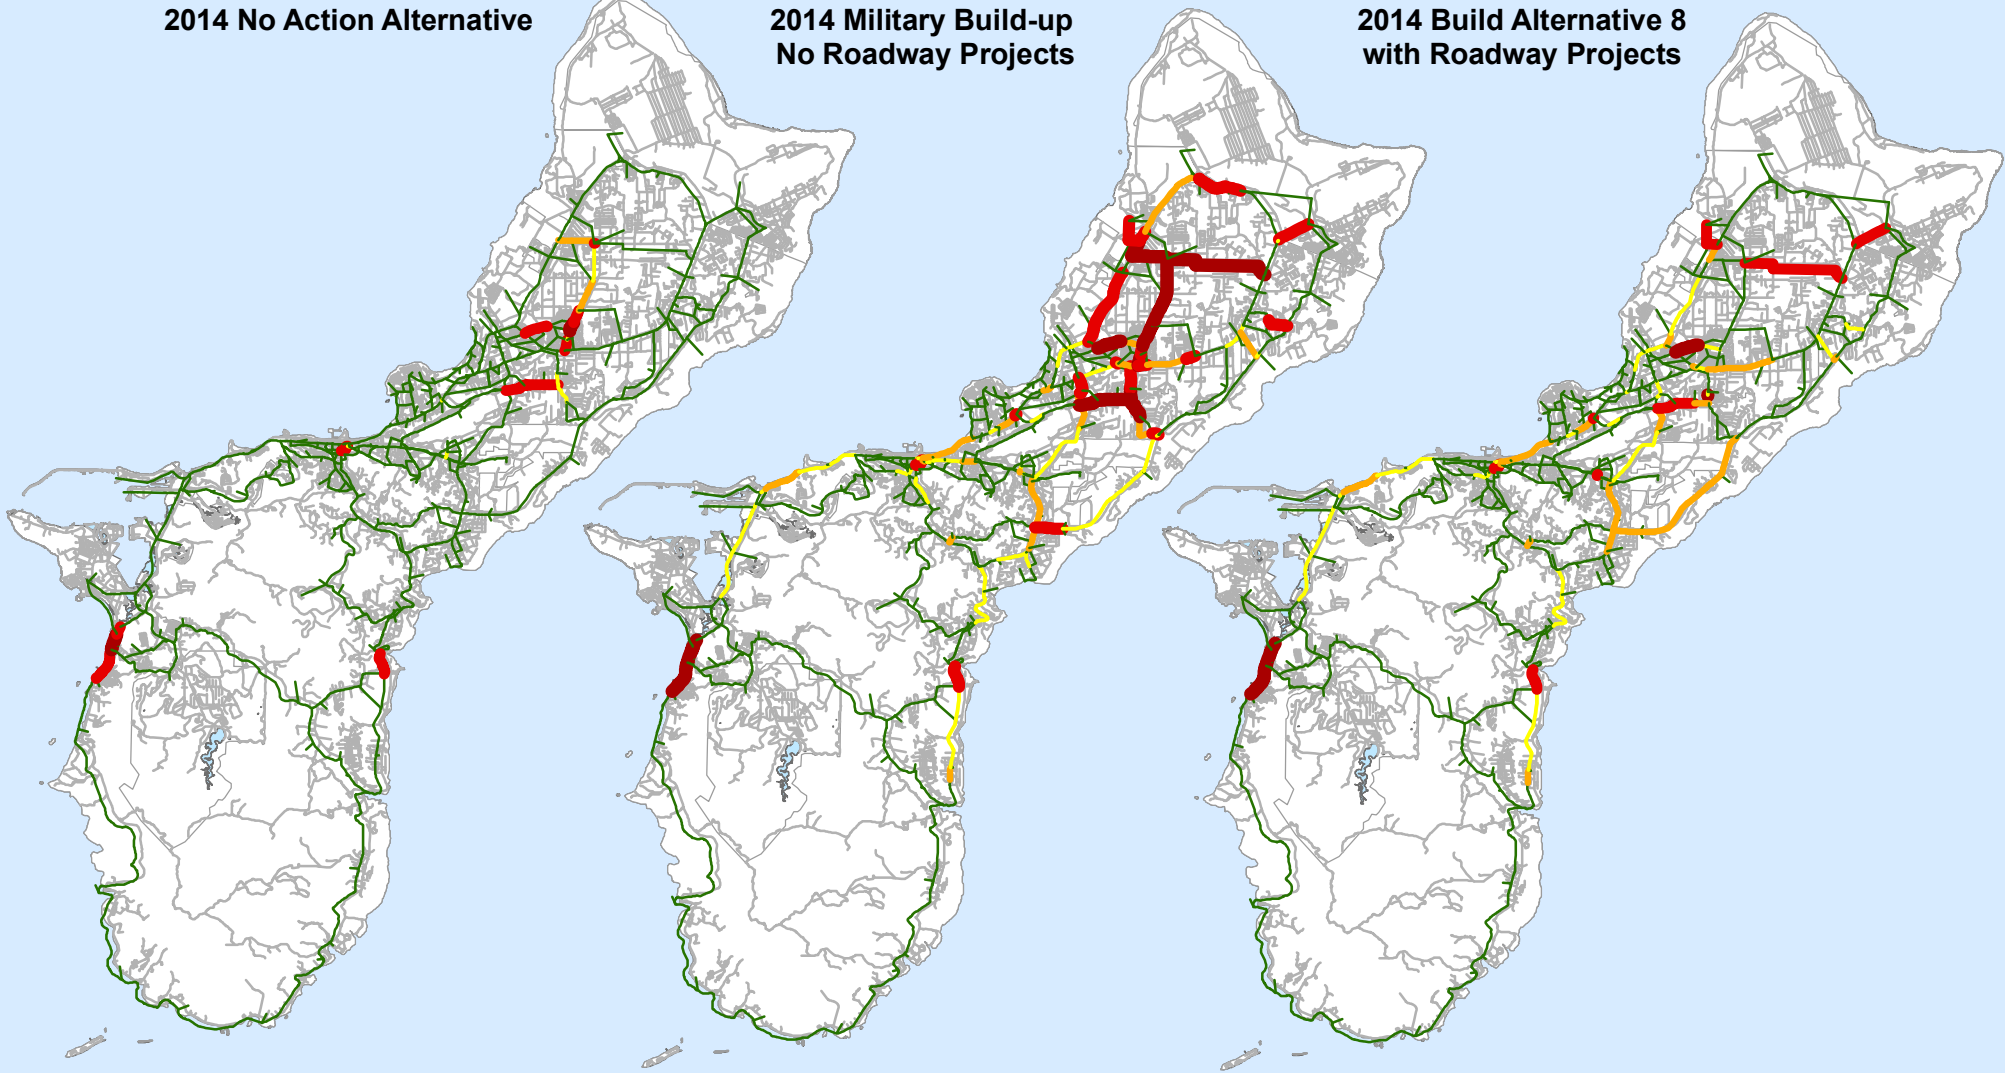 2014 No Action Alternative
2014 Military Build-up
No Roadway Projects
2014 Build Alternative 8
with Roadway Projects